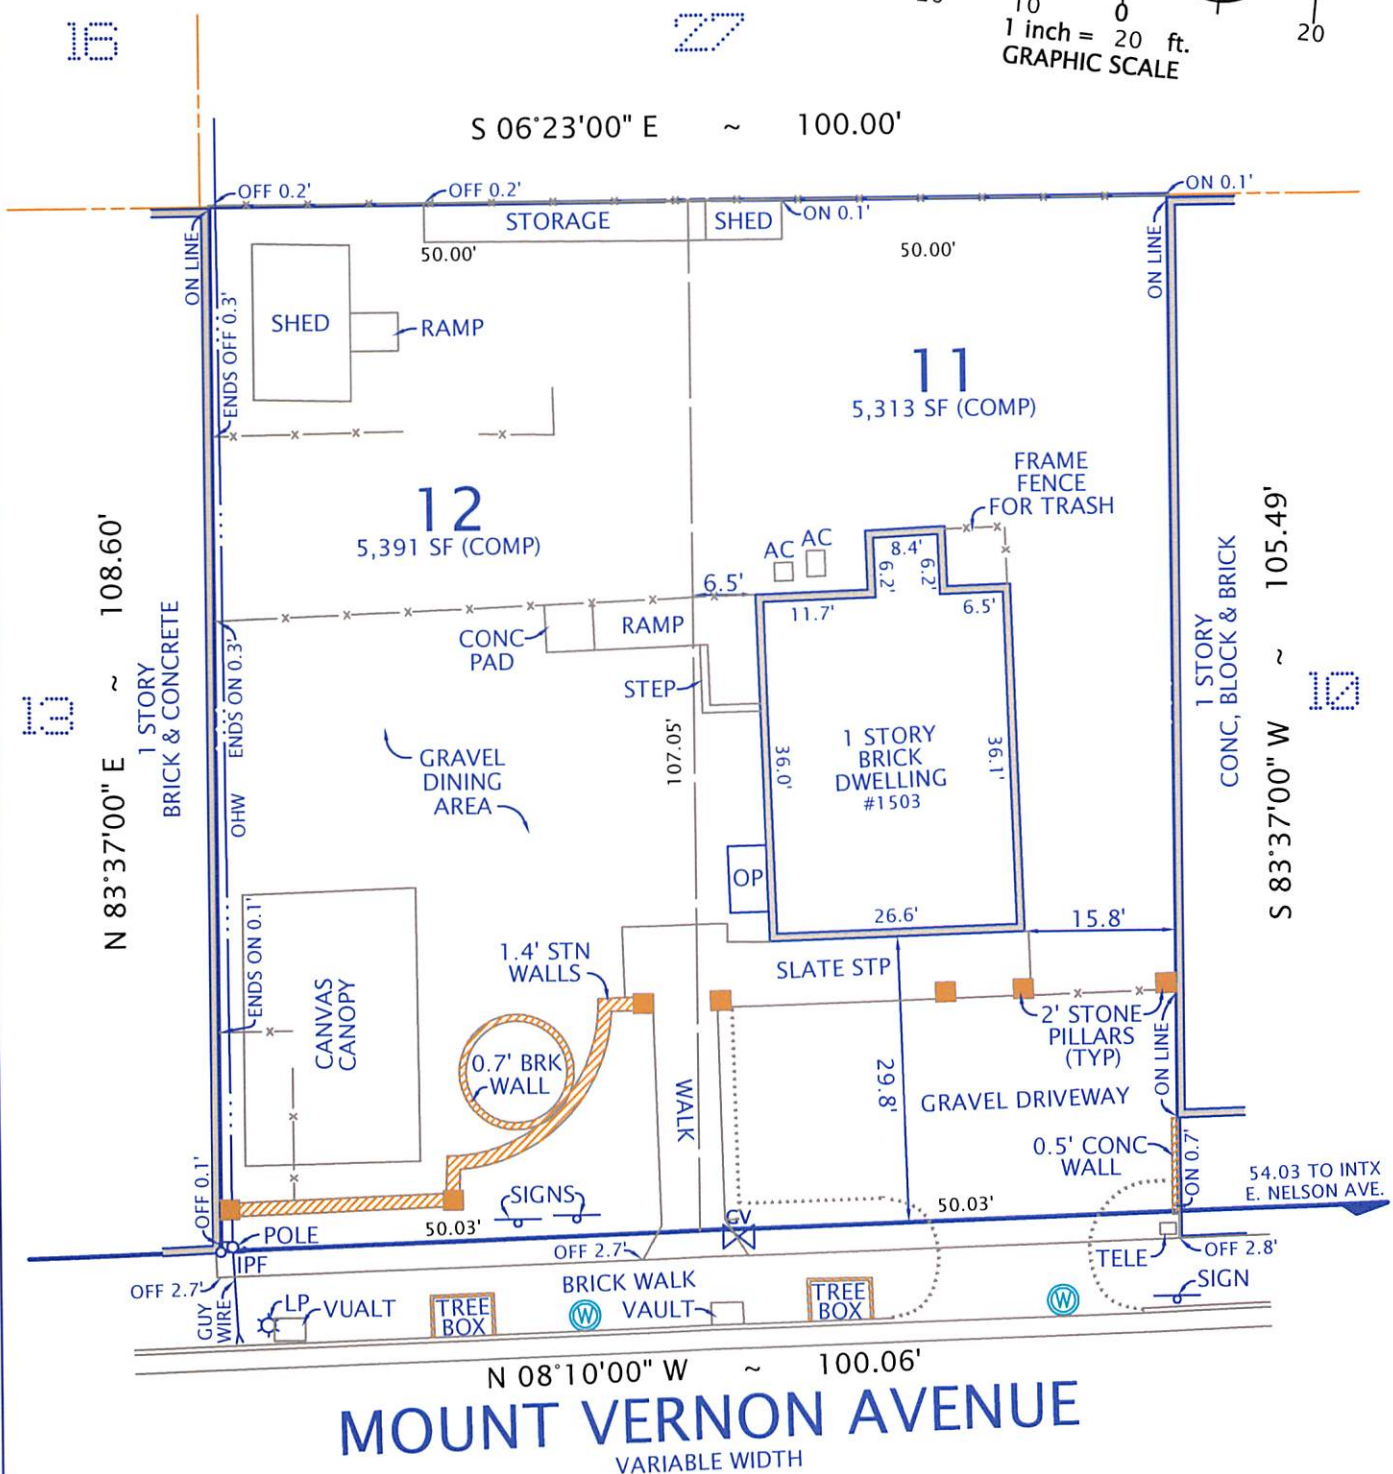 16
27
10
0
20
1 inch = 20 ft.
GRAPHIC SCALE
S 06°23'00" E ~ 100.00'
OFF 0.2'
OFF 0.2'
ON 0.1'
STORAGE
SHED
ON 0.1'
50.00'
50.00'
ON LINE
ON LINE
ENDS OFF 0.3'
SHED
RAMP
11
5,313 SF (COMP)
12
5,391 SF (COMP)
FRAME
FENCE
FOR TRASH
AC
AC
8.4'
6.2'
6.2'
6.5'
11.7'
6.5'
CONC
PAD
RAMP
STEP
N 83°37'00" E ~ 108.60'
1 STORY
BRICK & CONCRETE
13
ENDS ON 0.3'
OHW
GRAVEL
DINING
AREA
107.05'
36.0'
1 STORY
BRICK
DWELLING
#1503
36.1'
1 STORY
CONC, BLOCK & BRICK
S 83°37'00" W ~ 105.49'
10
OP
26.6'
15.8'
ENDS ON 0.1'
CANVAS
CANOPY
1.4' STN
WALLS
SLATE STP
0.7' BRK
WALL
WALK
29.8'
2' STONE
PILLARS
(TYP)
ON LINE
GRAVEL DRIVEWAY
0.5' CONC
WALL
ON 0.7'
54.03 TO INTX
E. NELSON AVE.
OFF 0.1'
SIGNS
50.03'
GV
50.03'
POLE
IPF
OFF 2.7'
TELE
OFF 2.8'
OFF 2.7'
BRICK WALK
SIGN
GUY
WIRE
LP
VUALT
TREE
BOX
W
VAULT
TREE
BOX
W
N 08°10'00" W ~ 100.06'
MOUNT VERNON AVENUE
VARIABLE WIDTH